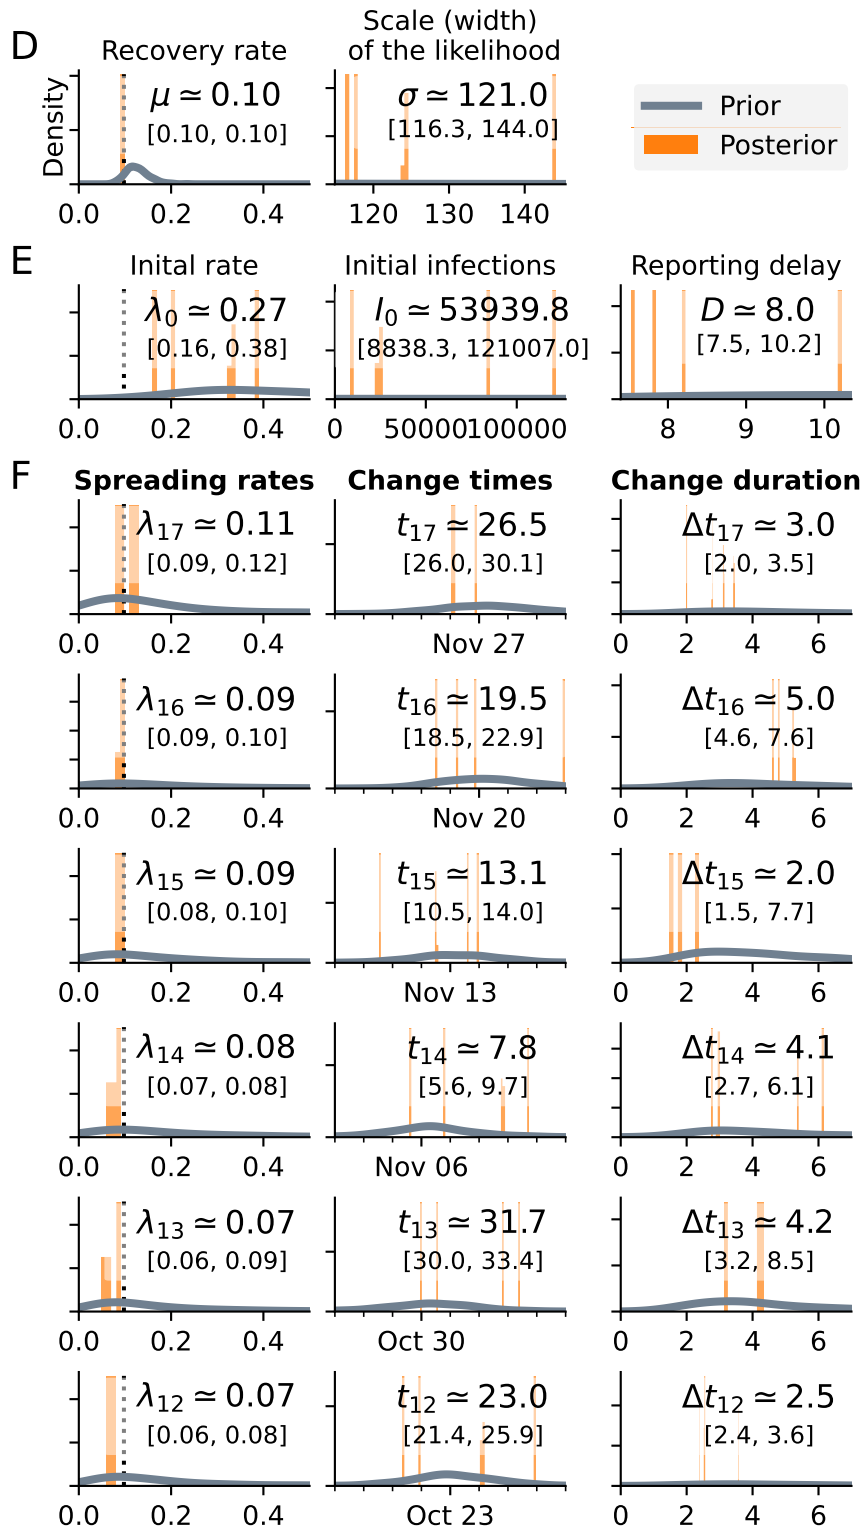 D
Recovery rate
Scale (width)
of the likelihood
Density
μ ≃ 0.10
[0.10, 0.10]
σ ≃ 121.0
[116.3, 144.0]
Prior
Posterior
0.0 0.2 0.4
120 130 140
E
Inital rate
Initial infections
Reporting delay
λ0 ≃ 0.27
[0.16, 0.38]
I0 ≃ 53939.8
[8838.3, 121007.0]
D ≃ 8.0
[7.5, 10.2]
0.0 0.2 0.4
0 50000 100000
8 9 10
F
Spreading rates
Change times
Change duration
λ17 ≃ 0.11
[0.09, 0.12]
t17 ≃ 26.5
[26.0, 30.1]
Δt17 ≃ 3.0
[2.0, 3.5]
0.0 0.2 0.4
Nov 27
0 2 4 6
λ16 ≃ 0.09
[0.09, 0.10]
t16 ≃ 19.5
[18.5, 22.9]
Δt16 ≃ 5.0
[4.6, 7.6]
0.0 0.2 0.4
Nov 20
0 2 4 6
λ15 ≃ 0.09
[0.08, 0.10]
t15 ≃ 13.1
[10.5, 14.0]
Δt15 ≃ 2.0
[1.5, 7.7]
0.0 0.2 0.4
Nov 13
0 2 4 6
λ14 ≃ 0.08
[0.07, 0.08]
t14 ≃ 7.8
[5.6, 9.7]
Δt14 ≃ 4.1
[2.7, 6.1]
0.0 0.2 0.4
Nov 06
0 2 4 6
λ13 ≃ 0.07
[0.06, 0.09]
t13 ≃ 31.7
[30.0, 33.4]
Δt13 ≃ 4.2
[3.2, 8.5]
0.0 0.2 0.4
Oct 30
0 2 4 6
λ12 ≃ 0.07
[0.06, 0.08]
t12 ≃ 23.0
[21.4, 25.9]
Δt12 ≃ 2.5
[2.4, 3.6]
0.0 0.2 0.4
Oct 23
0 2 4 6